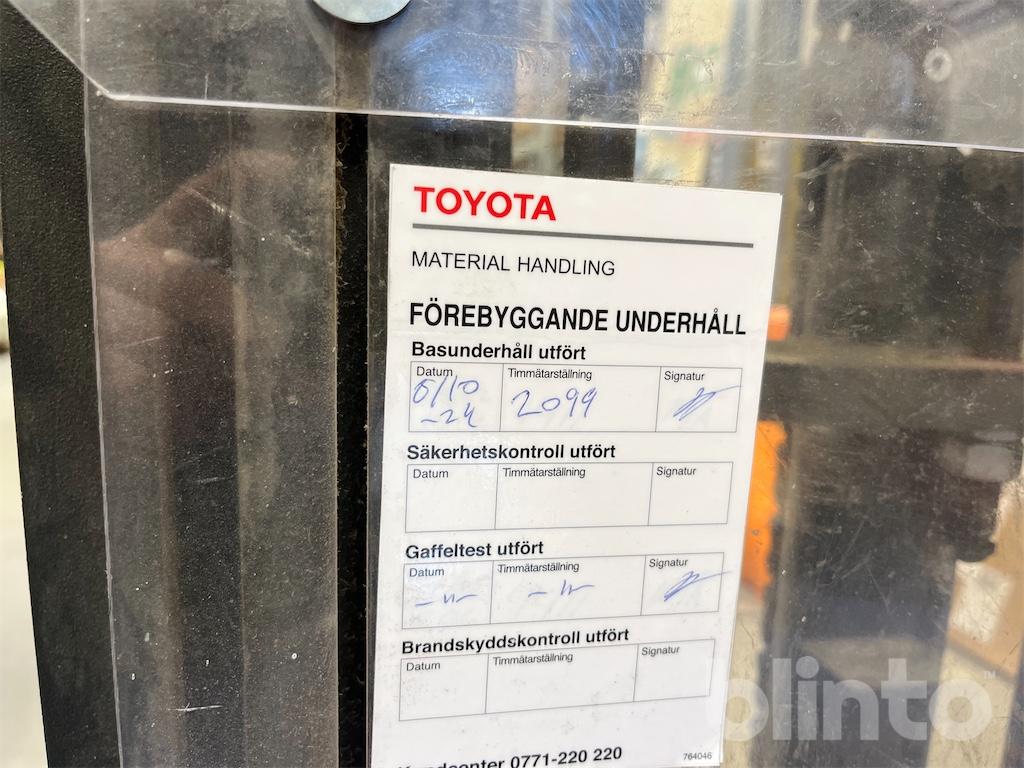 TOYOTA
MATERIAL HANDLING
FÖREBYGGANDE UNDERHÅLL
Basunderhåll utfört
Datum Timmätarställning Signatur
6/10 2099
-24
Säkerhetskontroll utfört
Datum Timmätarställning Signatur
Gaffeltest utfört
Datum Timmätarställning Signatur
-"- -"-
Brandskyddskontroll utfört
Datum Timmätarställning Signatur
0771-220 220
764046
blinto™